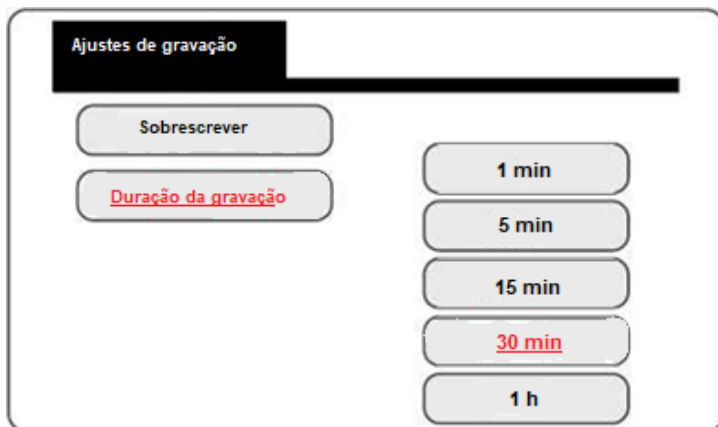 Ajustes de gravação
Sobrescrever
Duração da gravação
1 min
5 min
15 min
30 min
1 h